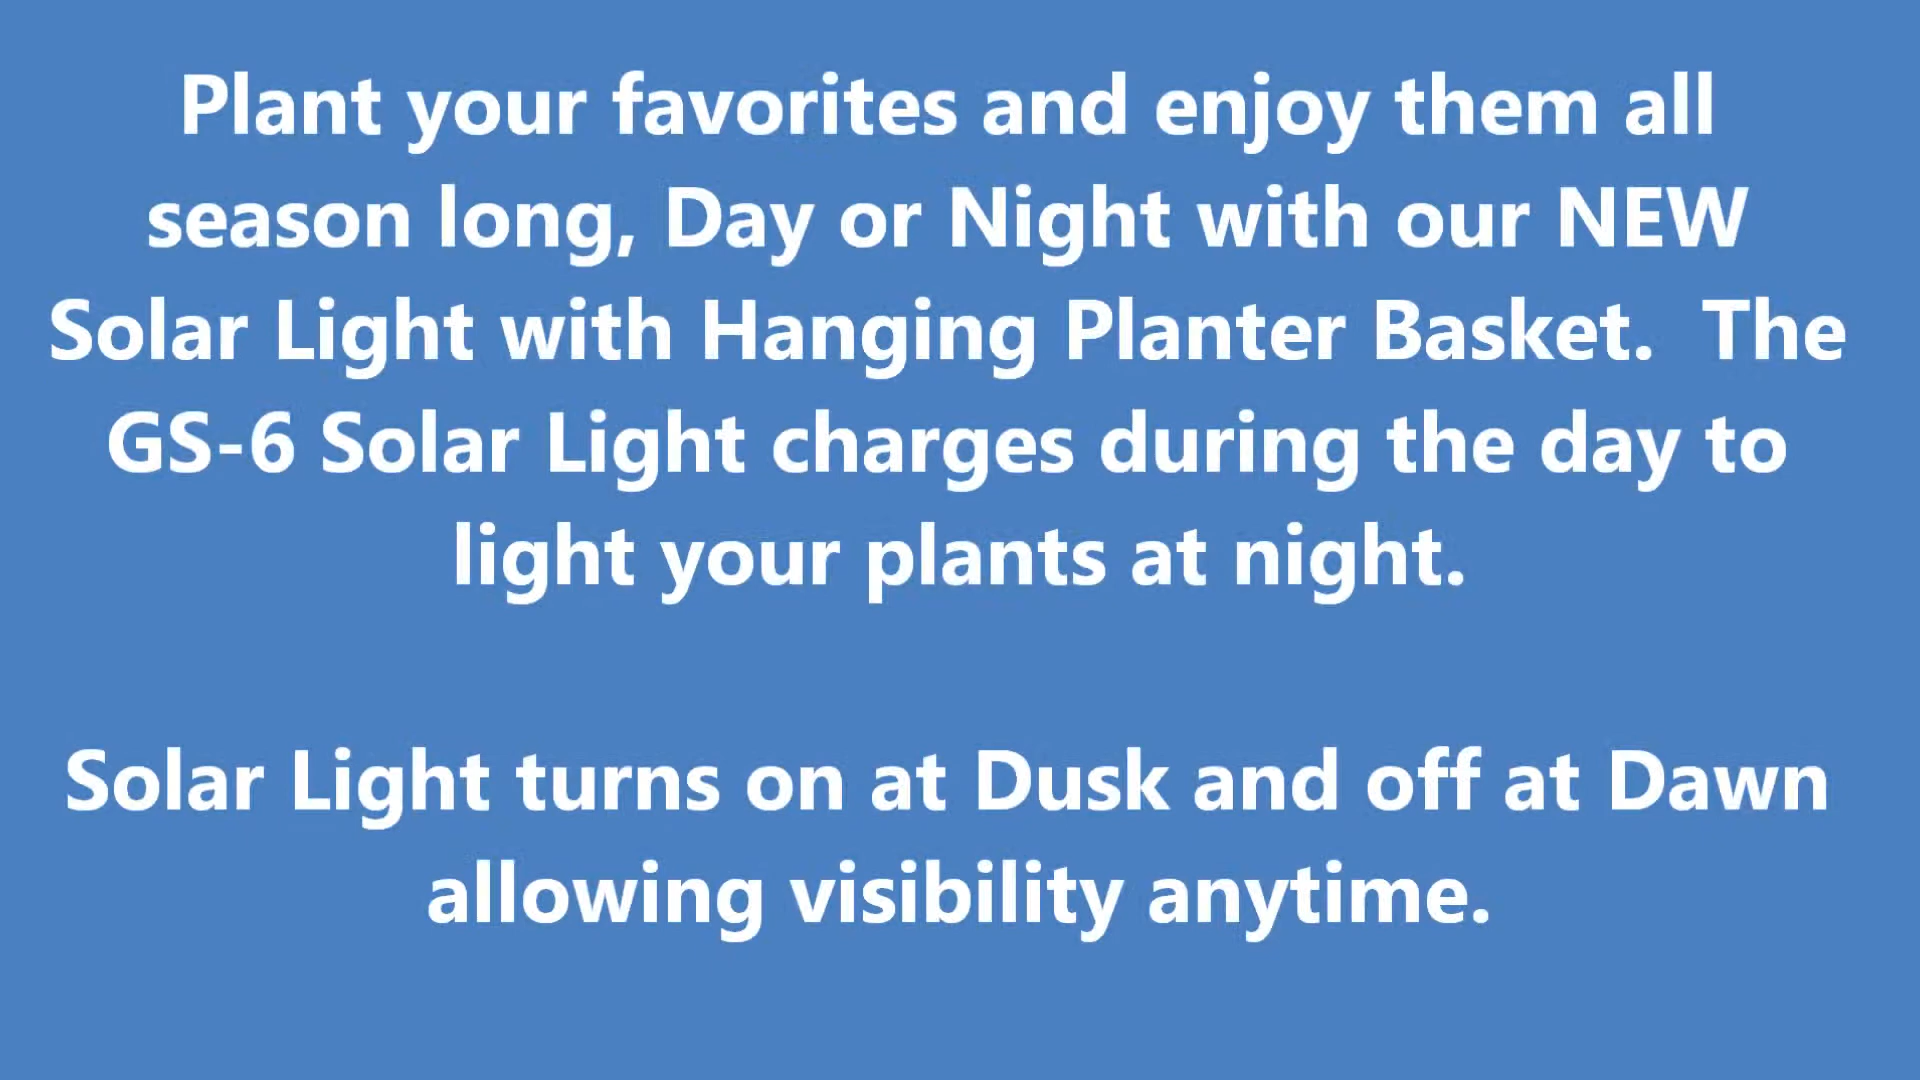 Plant your favorites and enjoy them all
season long, Day or Night with our NEW
Solar Light with Hanging Planter Basket.  The
GS-6 Solar Light charges during the day to
light your plants at night.
Solar Light turns on at Dusk and off at Dawn
allowing visibility anytime.